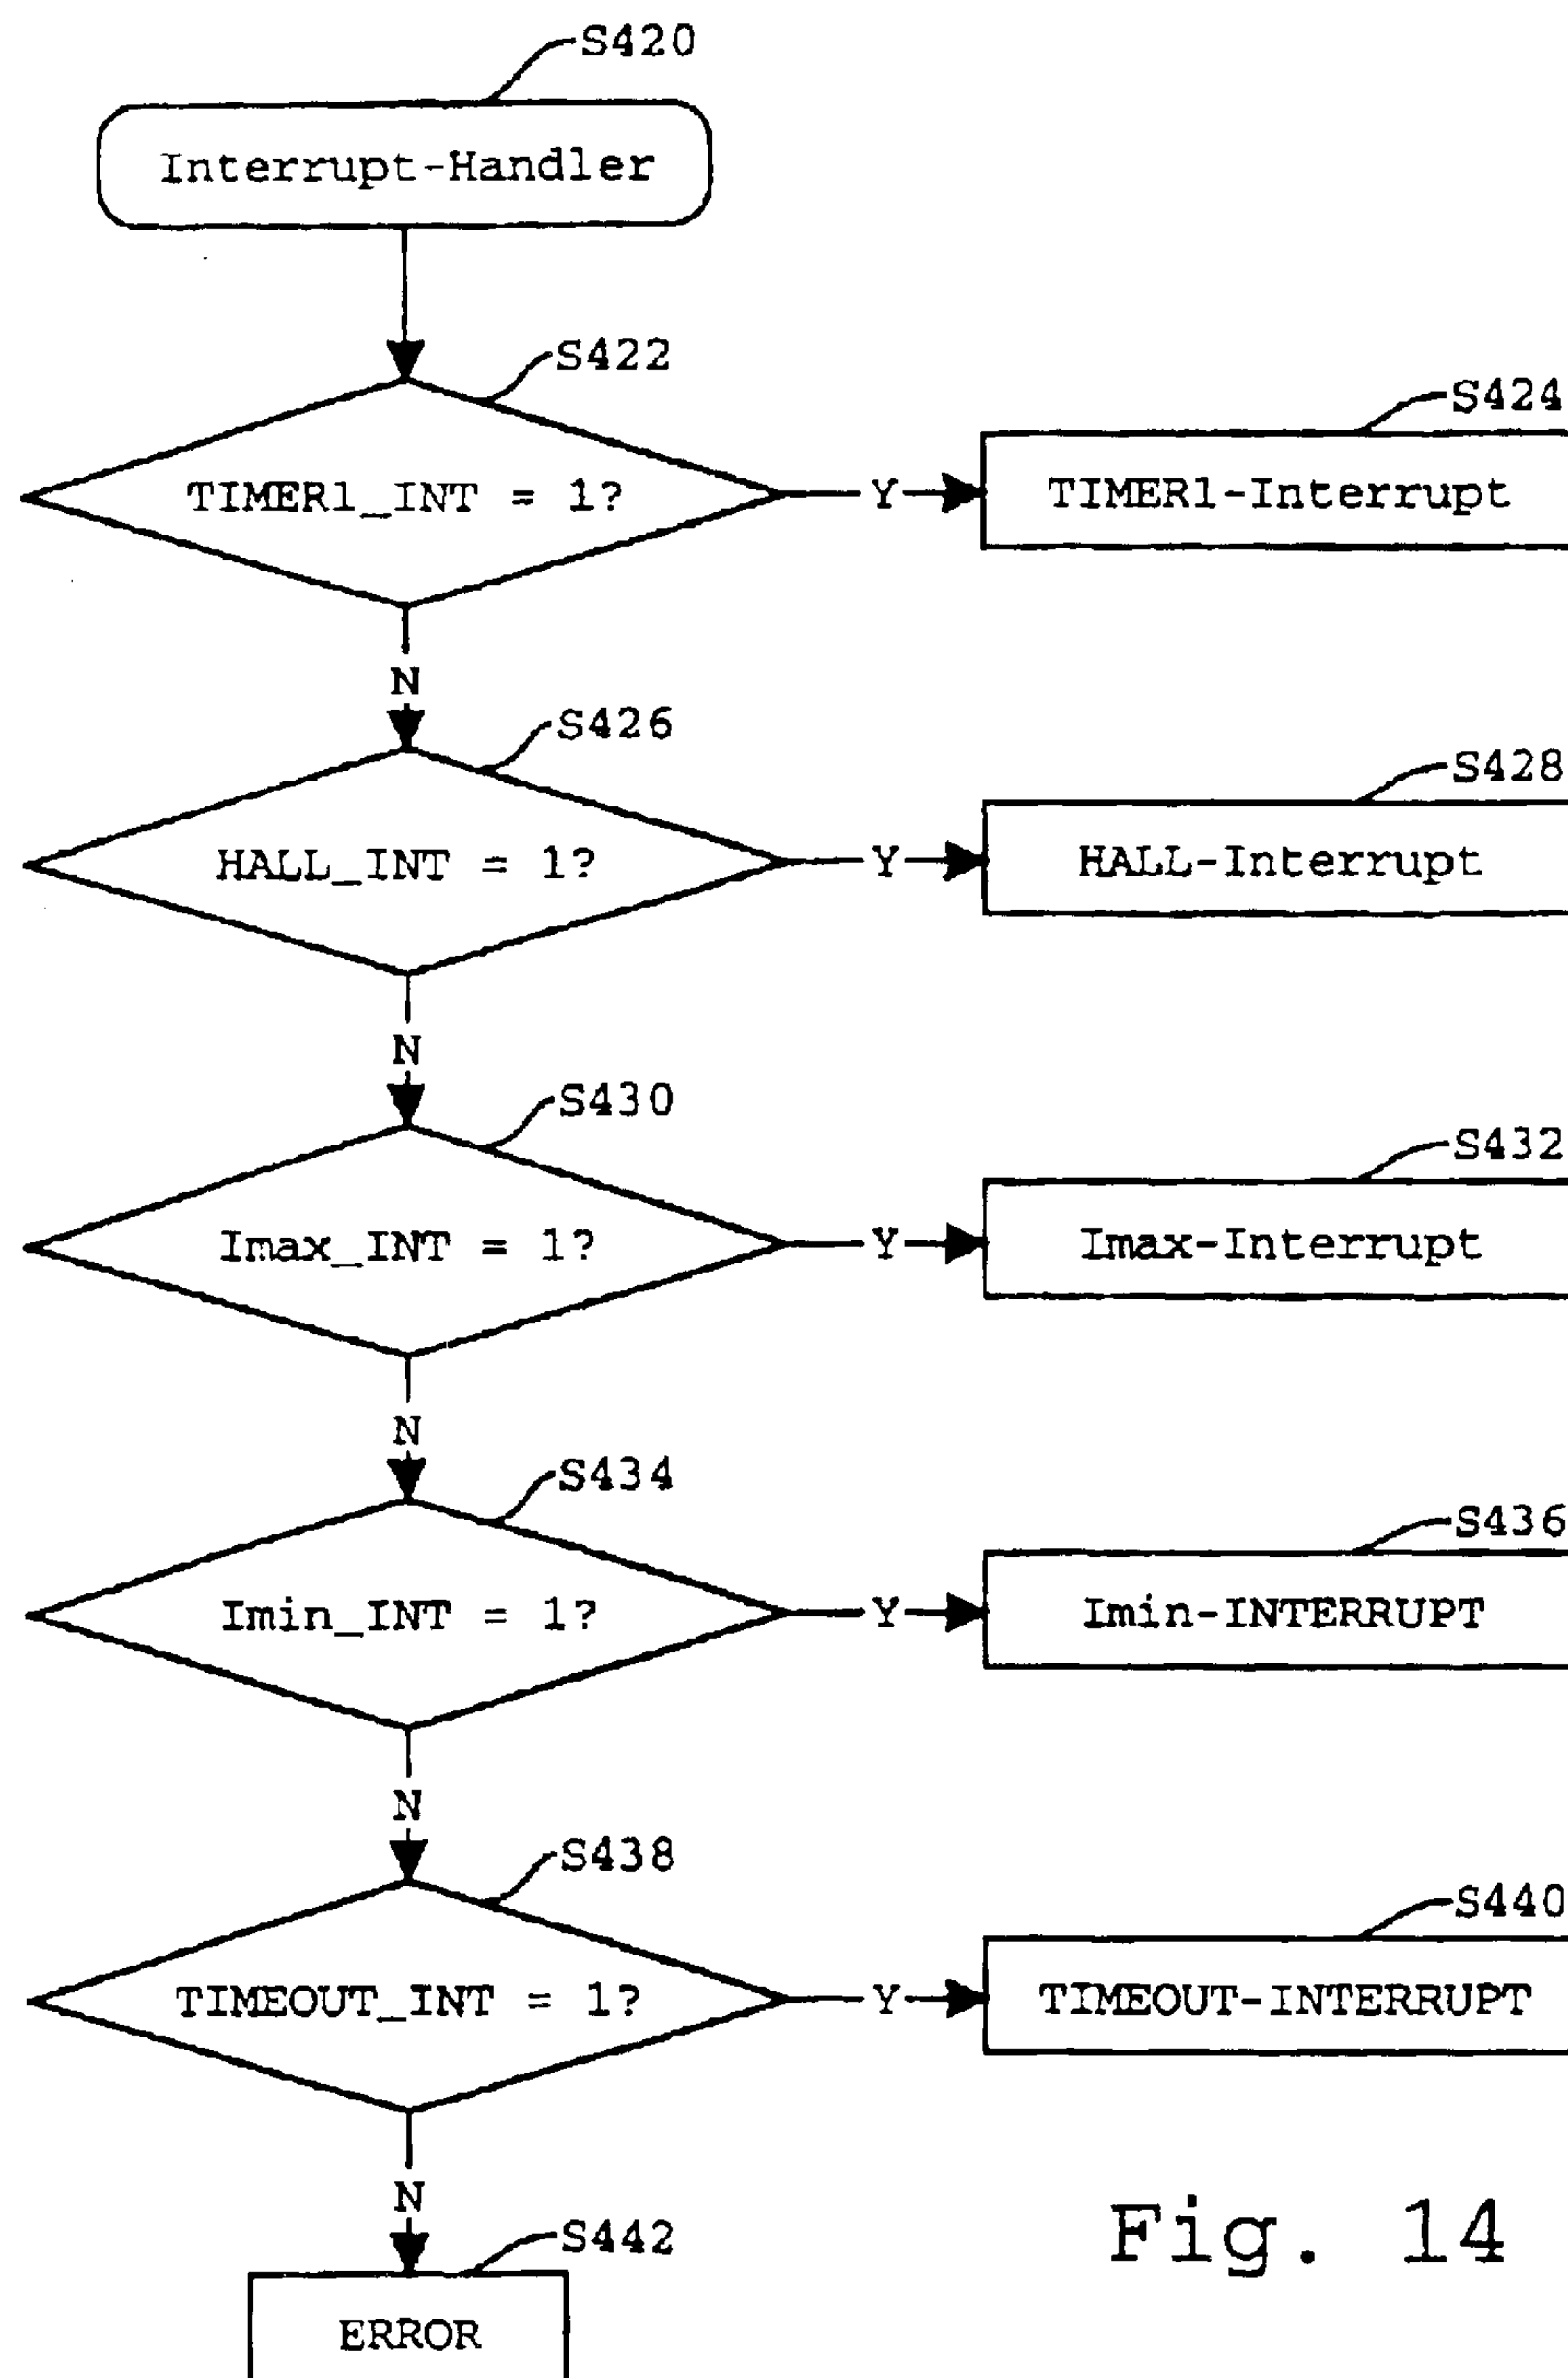 S420
Interrupt-Handler
S422
TIMER1_INT = 1?
Y
S424
TIMER1-Interrupt
N
S426
HALL_INT = 1?
Y
S428
HALL-Interrupt
N
S430
Imax_INT = 1?
Y
S432
Imax-Interrupt
N
S434
Imin_INT = 1?
Y
S436
Imin-INTERRUPT
N
S438
TIMEOUT_INT = 1?
Y
S440
TIMEOUT-INTERRUPT
N
S442
ERROR
Fig. 14